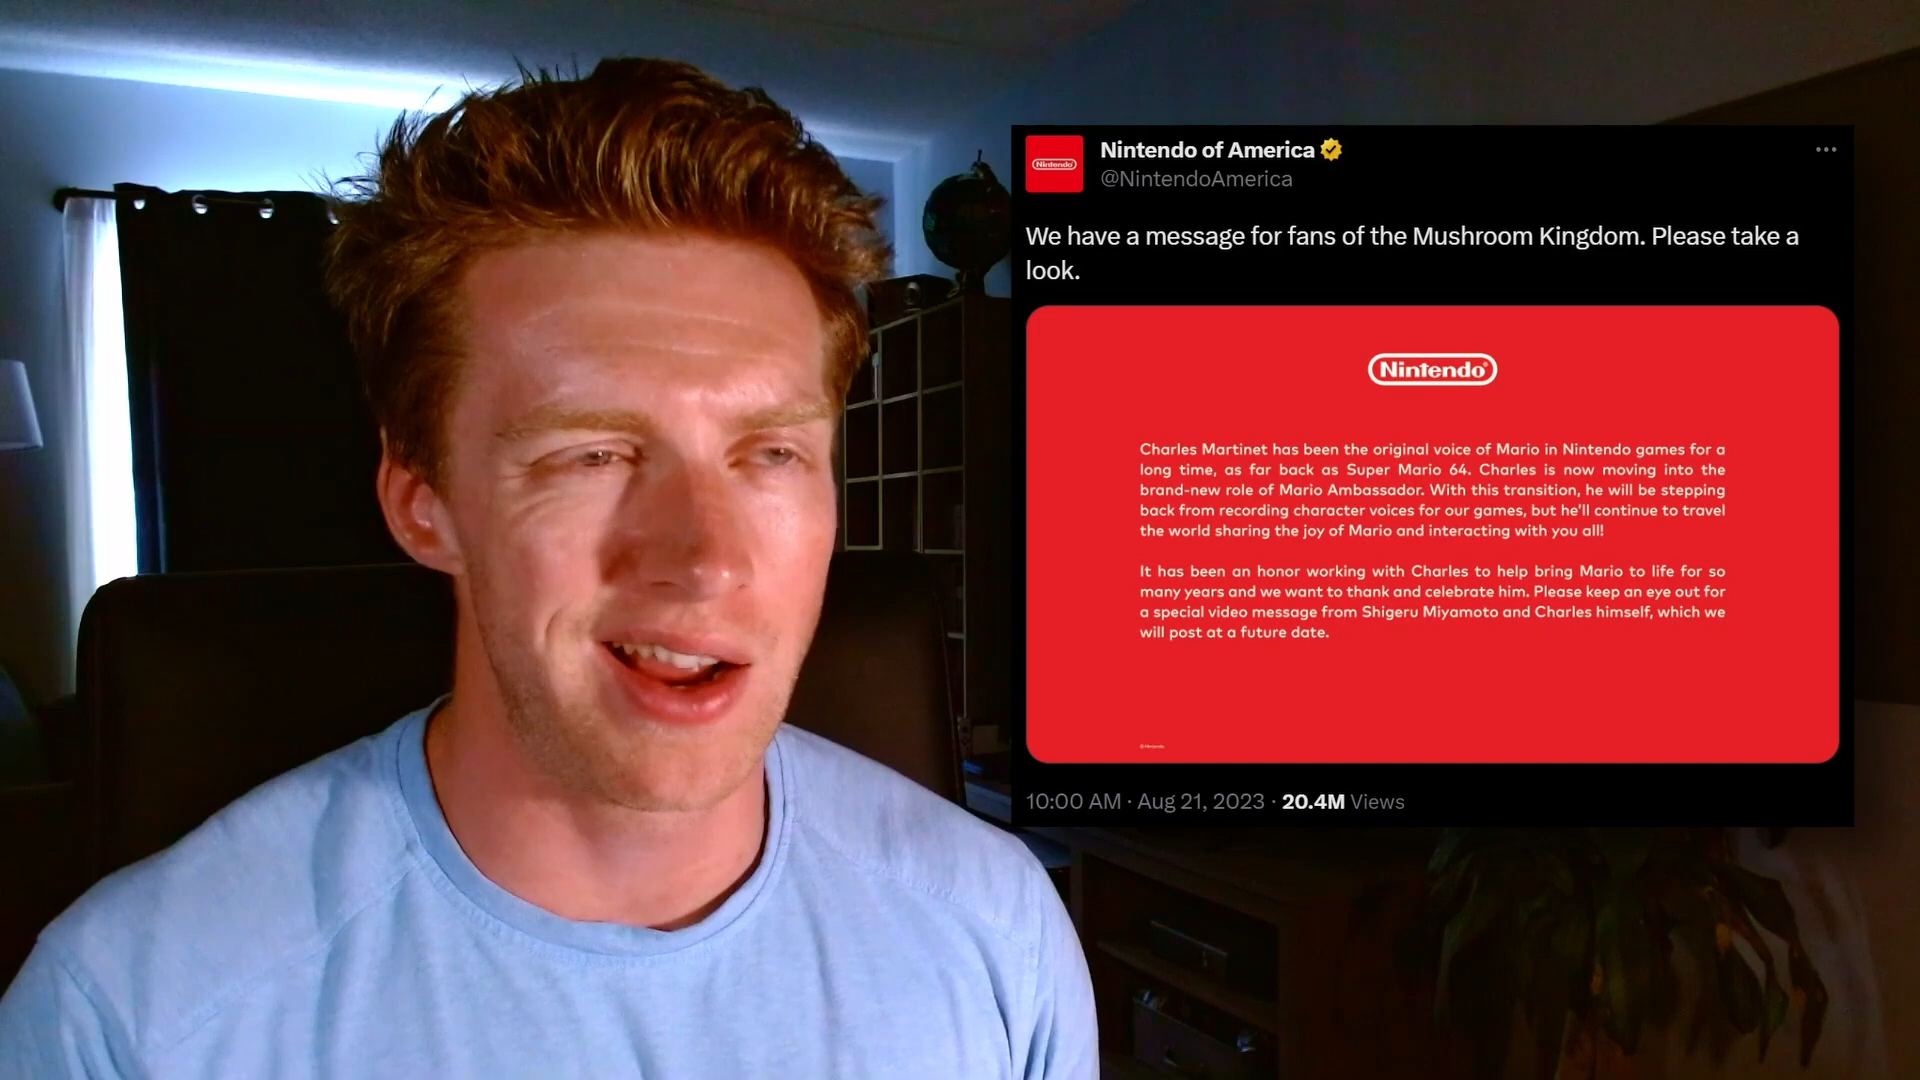 Nintendo
Nintendo of America
@NintendoAmerica
We have a message for fans of the Mushroom Kingdom. Please take a
look.
Nintendo
Charles Martinet has been the original voice of Mario in Nintendo games for a
long time, as far back as Super Mario 64. Charles is now moving into the
brand-new role of Mario Ambassador. With this transition, he will be stepping
back from recording character voices for our games, but he'll continue to travel
the world sharing the joy of Mario and interacting with you all!
It has been an honor working with Charles to help bring Mario to life for so
many years and we want to thank and celebrate him. Please keep an eye out for
a special video message from Shigeru Miyamoto and Charles himself, which we
will post at a future date.
© Nintendo
10:00 AM · Aug 21, 2023 · 20.4M Views